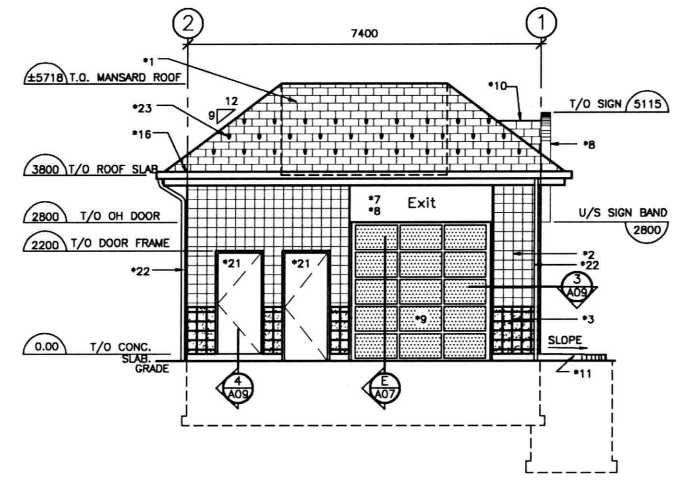 2
1
7400
*1
±5718 T.O. MANSARD ROOF
12
9
*10
T/O SIGN 5115
*23
*16
*8
3800 T/O ROOF SLAB
*7
*8
Exit
2800 T/O OH DOOR
U/S SIGN BAND
2800
2200 T/O DOOR FRAME
*2
*22
*21
*21
*22
3
A09
*9
*3
0.00 T/O CONC.
SLAB.
GRADE
SLOPE
*11
4
A09
E
A07